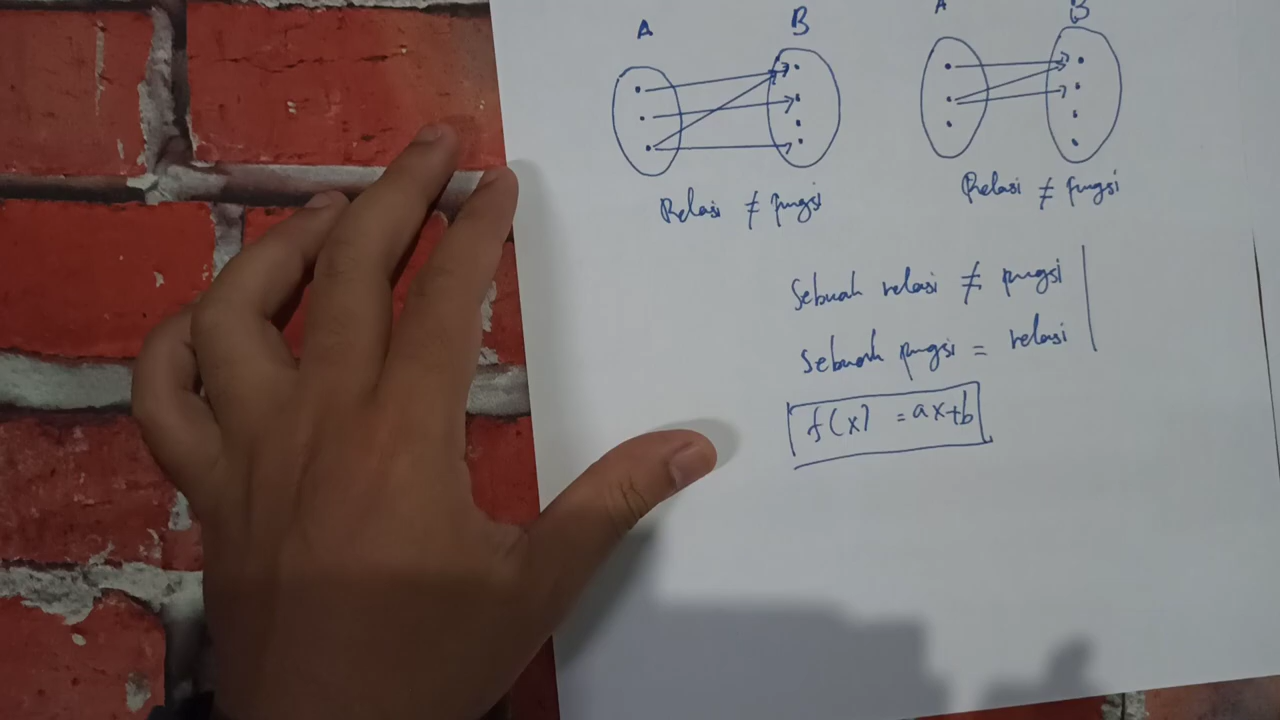 A B
Relasi ≠ fungsi
A B
Relasi ≠ fungsi
Sebuah relasi ≠ fungsi
Sebuah fungsi = relasi
f(x) = ax+b